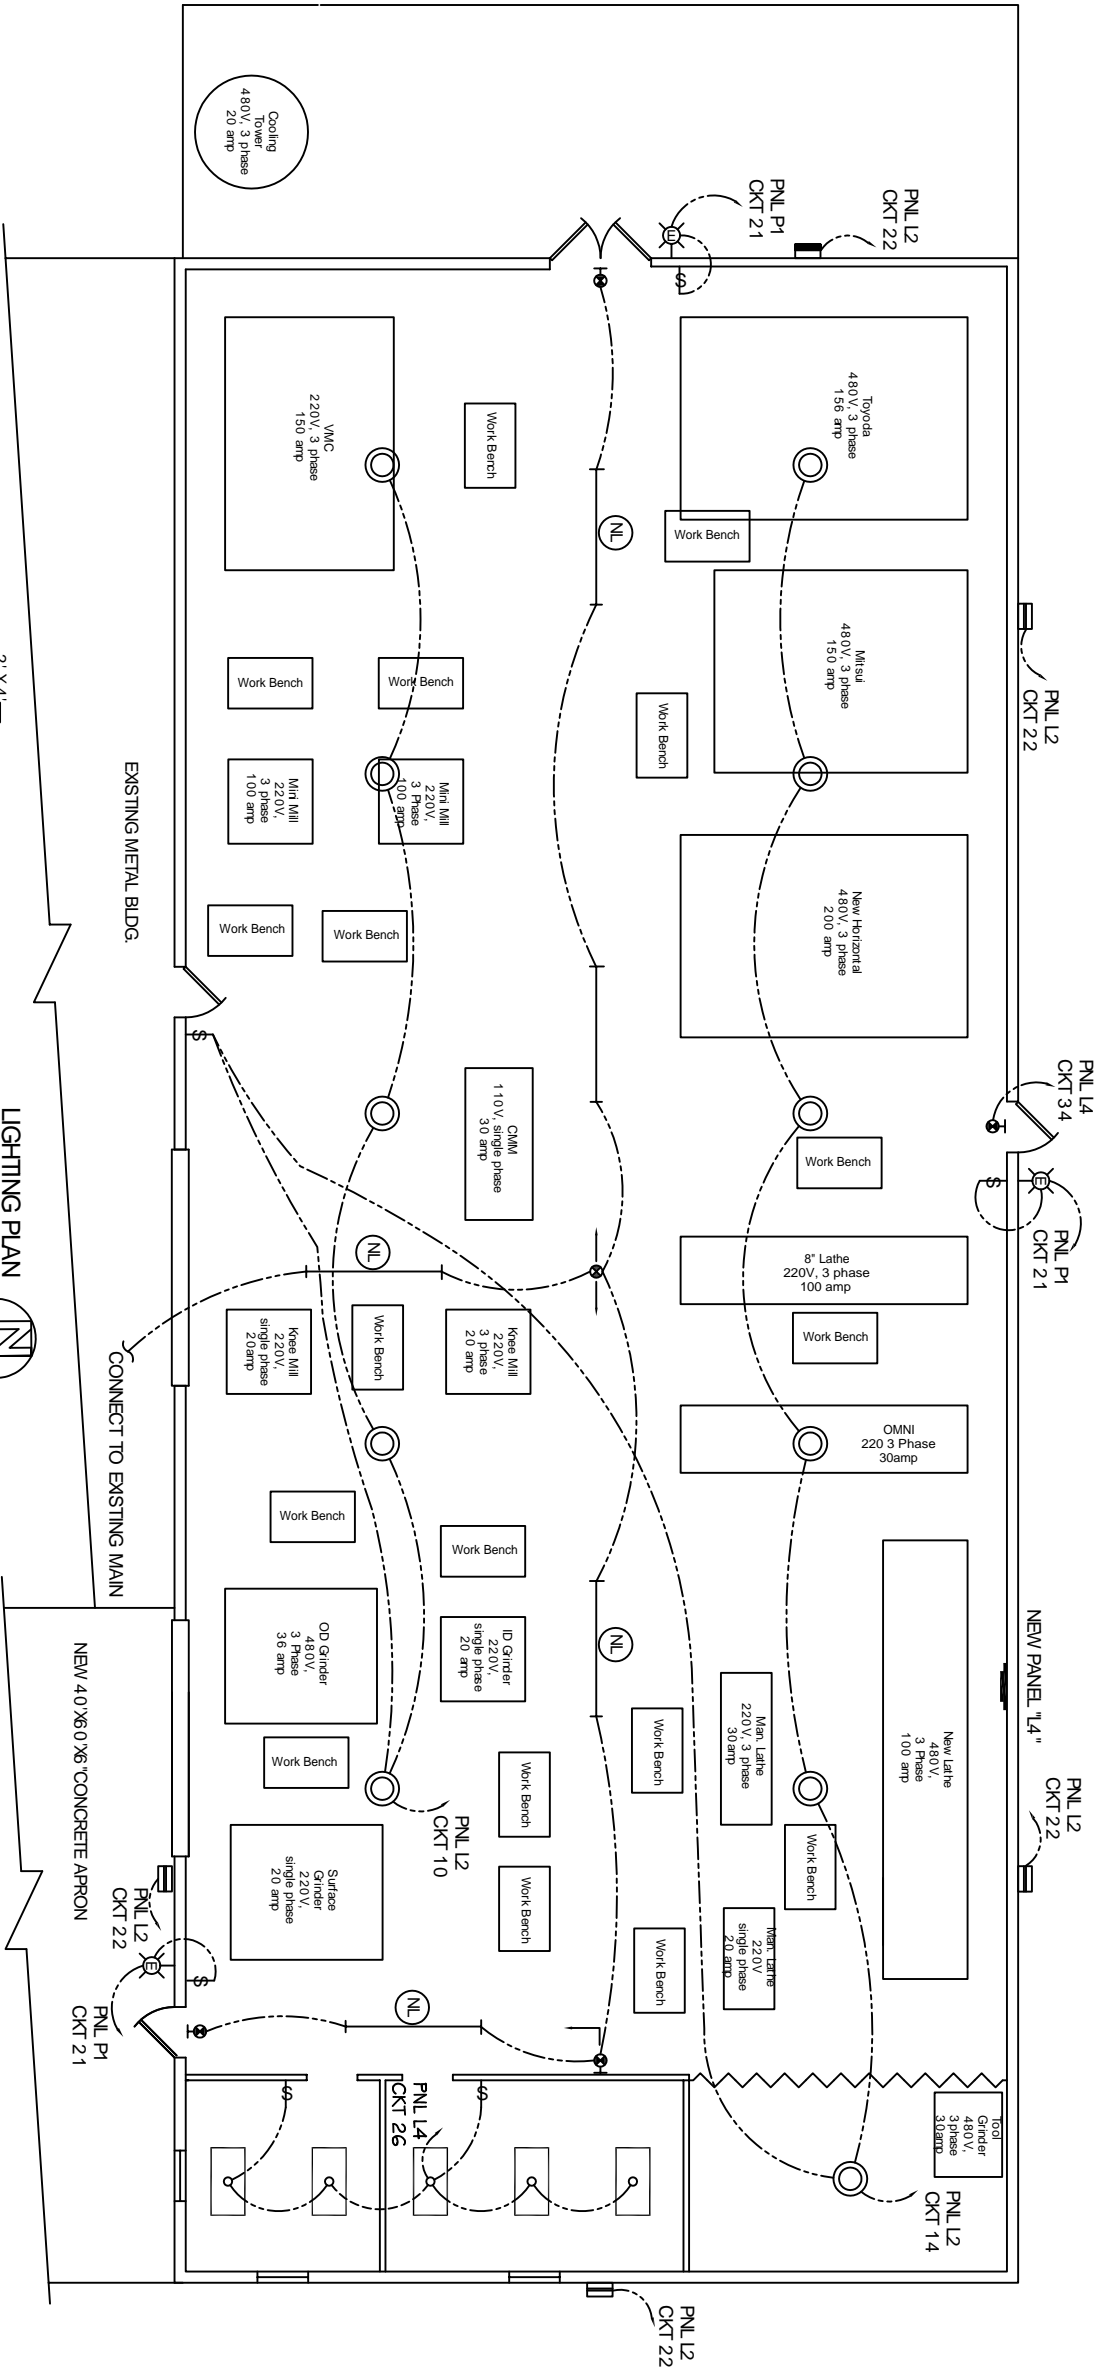 Cooling
Tower
480V, 3 phase
20 amp
PNL P1
CKT 21
PNL L2
CKT 22
E
S
VMC
220V, 3 phase
150 amp
Work Bench
Toyoda
480V, 3 phase
156 amp
NL
Work Bench
Mitsui
480V, 3 phase
150 amp
PNL L2
CKT 22
Work Bench
Work Bench
Work Bench
Mini Mill
220V,
3 phase
100 amp
Mini Mill
220V,
3 Phase
100 amp
New Horizontal
480V, 3 phase
200 amp
Work Bench
Work Bench
2' X 4'
EXISTING METAL BLDG.
S
CMM
110V, single phase
30 amp
PNL L4
CKT 34
Work Bench
S
E
PNL P1
CKT 21
NL
8" Lathe
220V, 3 phase
100 amp
LIGHTING PLAN
N
CONNECT TO EXISTING MAIN
Knee Mill
220V,
single phase
20amp
Work Bench
Knee Mill
220V,
3 phase
20 amp
Work Bench
OMNI
220 3 Phase
30amp
Work Bench
Work Bench
OD Grinder
480V,
3 Phase
36 amp
ID Grinder
220V,
single phase
20 amp
NL
NEW PANEL "L4"
Man. Lathe
220V, 3 phase
30amp
New Lathe
480V,
3 Phase
100 amp
NEW 40'X60'X6"CONCRETE APRON
Work Bench
Work Bench
Work Bench
PNL L2
CKT 10
Work Bench
PNL L2
CKT 22
PNL L2
CKT 22
Surface
Grinder
220V,
single phase
20 amp
Work Bench
Work Bench
Man. Lathe
220V
single phase
20 amp
E
S
PNL P1
CKT 21
NL
S
PNL L4
CKT 26
S
Tool
Grinder
480V,
3phase
30amp
PNL L2
CKT 14
PNL L2
CKT 22